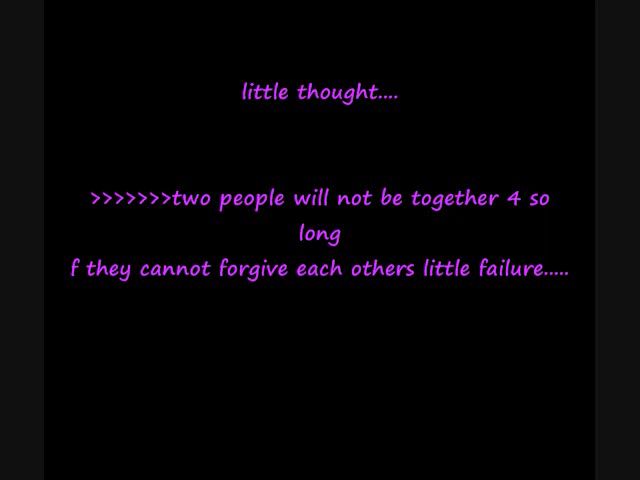 little thought....
>>>>>>>two people will not be together 4 so
long
f they cannot forgive each others little failure.....